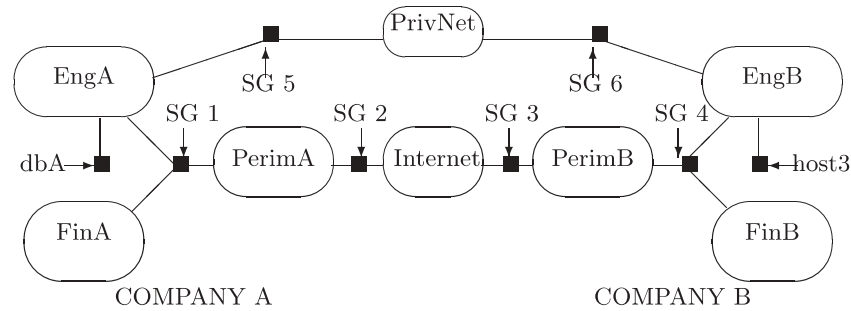 PrivNet
EngA
EngB
SG 5
SG 6
SG 1
SG 2
SG 3
SG 4
dbA
PerimA
Internet
PerimB
host3
FinA
FinB
COMPANY A
COMPANY B